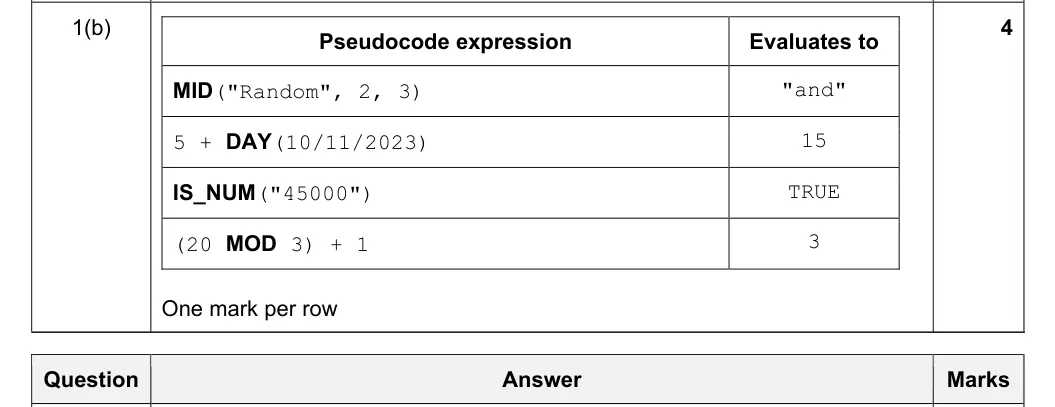 1(b) Pseudocode expression Evaluates to 4
MID("Random", 2, 3) "and"
5 + DAY(10/11/2023) 15
IS_NUM("45000") TRUE
(20 MOD 3) + 1 3
One mark per row
Question Answer Marks